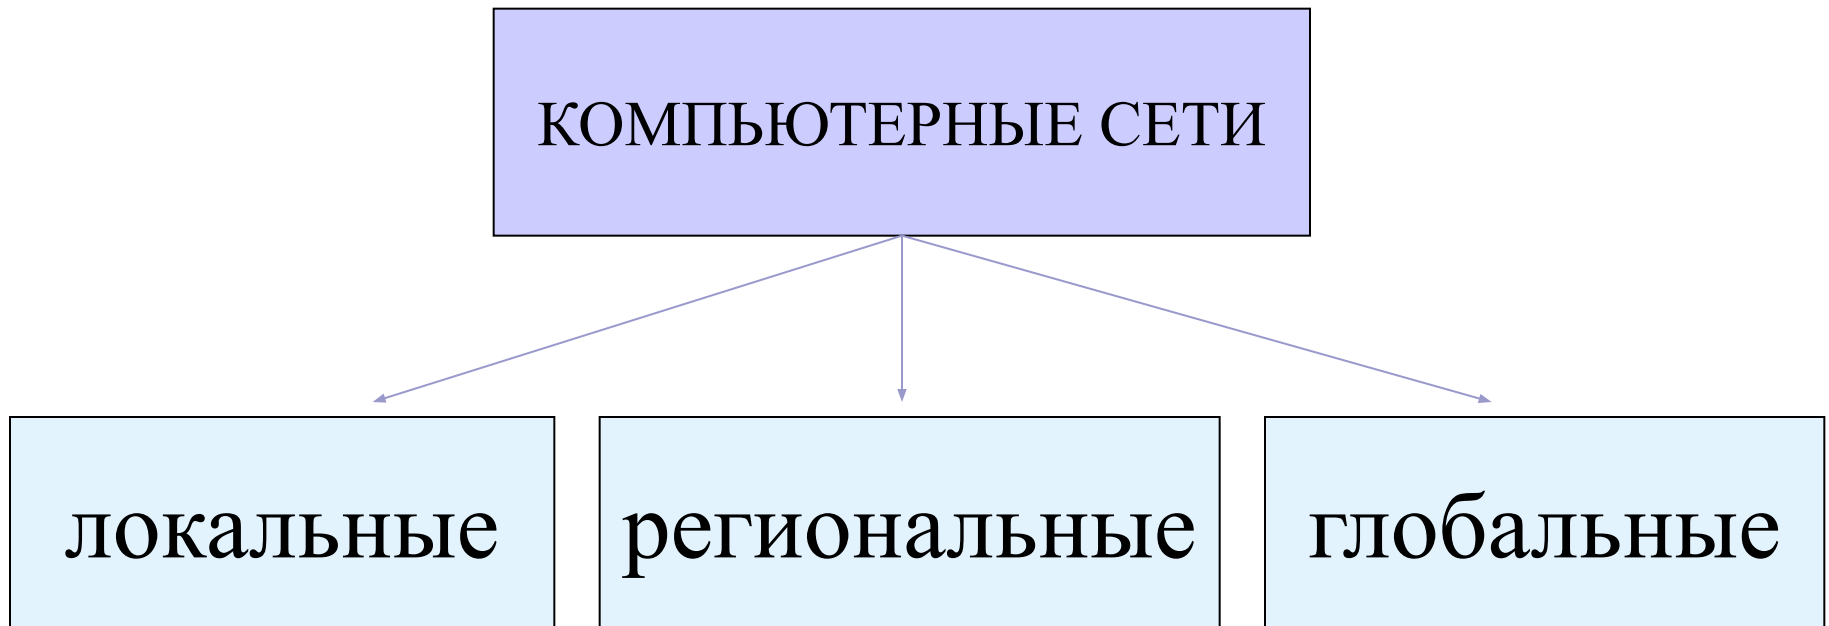 КОМПЬЮТЕРНЫЕ СЕТИ
локальные
региональные
глобальные